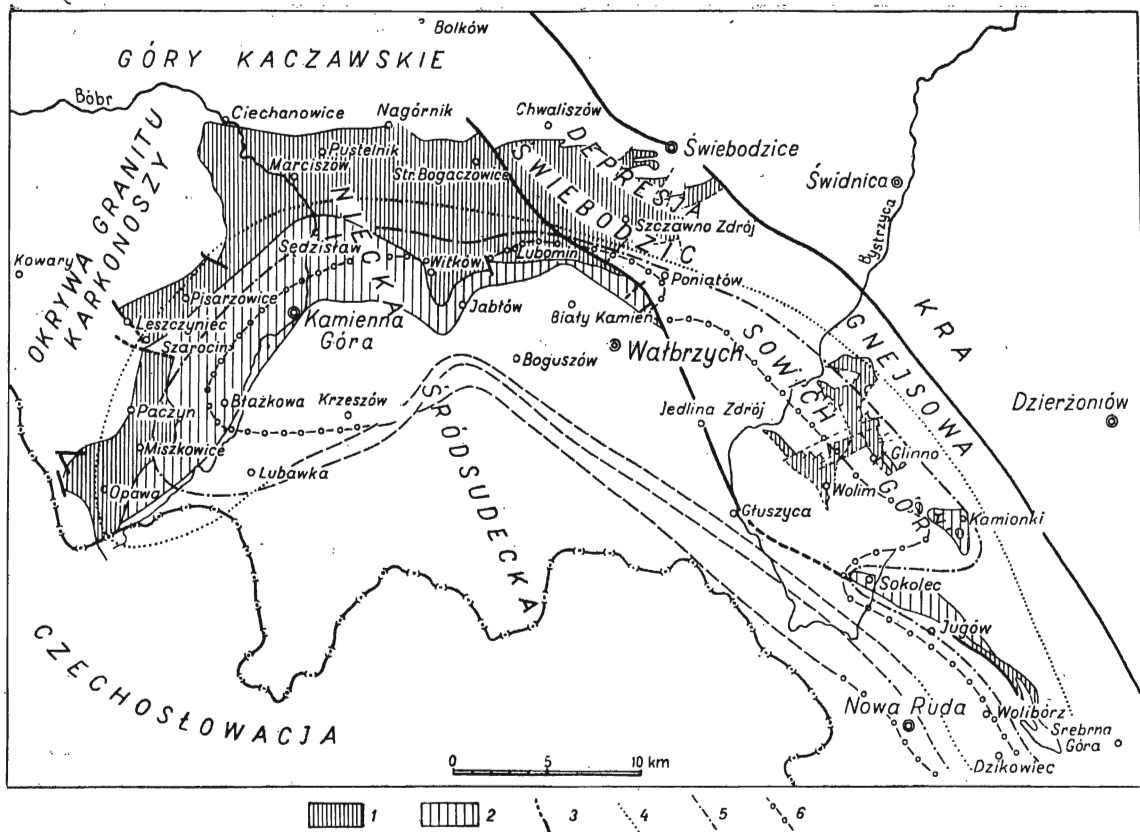 Bolków
GÓRY KACZAWSKIE
Bóbr
Ciechanowice
Nagórnik
Chwaliszów
Świebodzice
Świdnica
Bystrzyca
OKRYWA GRANITU
KARKONOSZY
Pustelnik
Marciszów
Str. Bogaczowice
DEPRESJA
ŚWIEBODZIC
Szczawno Zdrój
NIECKA
Kowary
Sędzisław
Witków
Lubomin
Poniatów
Pisarzowice
Jabłów
Biały Kamień
Leszczyniec
Kamienna
Góra
Szarocin
Wałbrzych
Boguszów
KRA
GNEJSOWA
SOWICH
GÓR
Dzierżoniów
Paczyn
Błażkowa
Krzeszów
Jedlina Zdrój
Miszkowice
Lubawka
ŚRÓDSUDECKA
Glinno
Opawa
Wolim
Głuszyca
Kamionki
Sokolec
Jugów
CZECHOSŁOWACJA
Nowa Ruda
Wolibórz
Srebrna
Góra
Dzikowiec
0 5 10 km
1 2 3 4 5 6